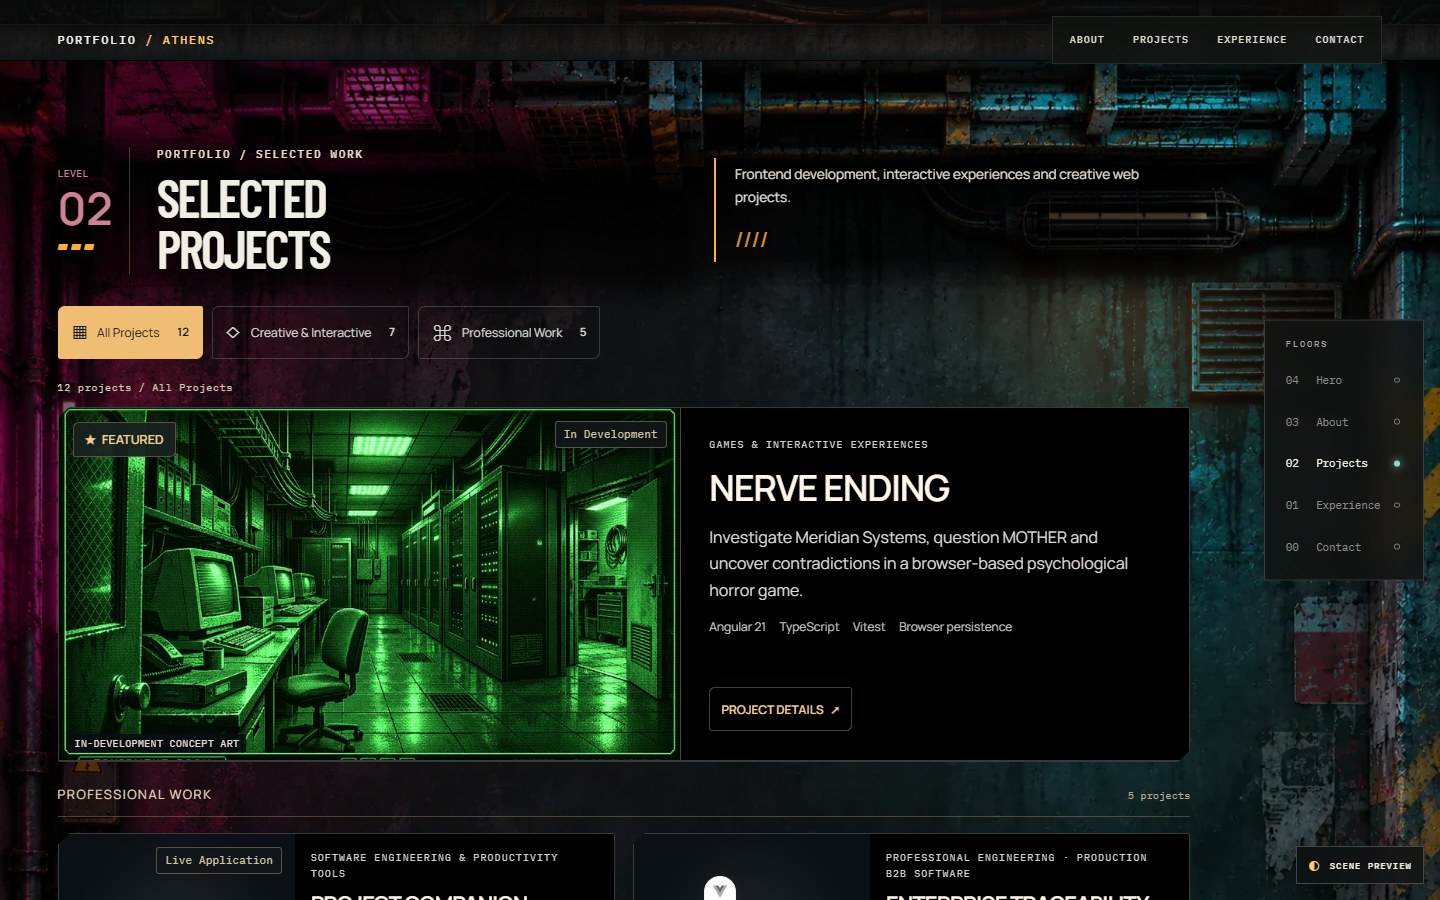 PORTFOLIO / ATHENS
ABOUT PROJECTS EXPERIENCE CONTACT
LEVEL
02
PORTFOLIO / SELECTED WORK
SELECTED
PROJECTS
Frontend development, interactive experiences and creative web
projects.
////
All Projects 12
Creative & Interactive 7
Professional Work 5
12 projects / All Projects
★ FEATURED
In Development
IN-DEVELOPMENT CONCEPT ART
GAMES & INTERACTIVE EXPERIENCES
NERVE ENDING
Investigate Meridian Systems, question MOTHER and
uncover contradictions in a browser-based psychological
horror game.
Angular 21 TypeScript Vitest Browser persistence
PROJECT DETAILS ↗
FLOORS
04 Hero
03 About
02 Projects
01 Experience
00 Contact
PROFESSIONAL WORK
5 projects
Live Application
SOFTWARE ENGINEERING & PRODUCTIVITY
TOOLS
PROJECT COMPANION
PROFESSIONAL ENGINEERING · PRODUCTION
B2B SOFTWARE
ENTERPRISE TRACEABILITY
SCENE PREVIEW